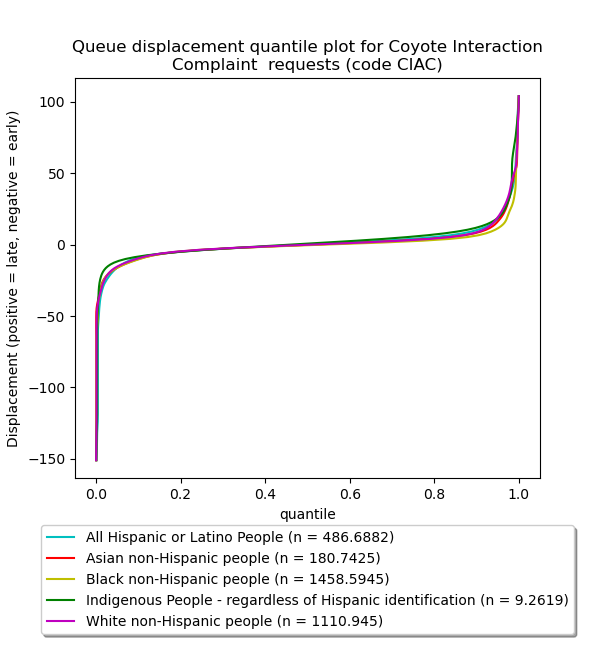 Queue displacement quantile plot for Coyote Interaction
Complaint  requests (code CIAC)
Displacement (positive = late, negative = early)
100
50
0
−50
−100
−150
0.0 0.2 0.4 0.6 0.8 1.0
quantile
All Hispanic or Latino People (n = 486.6882)
Asian non-Hispanic people (n = 180.7425)
Black non-Hispanic people (n = 1458.5945)
Indigenous People - regardless of Hispanic identification (n = 9.2619)
White non-Hispanic people (n = 1110.945)